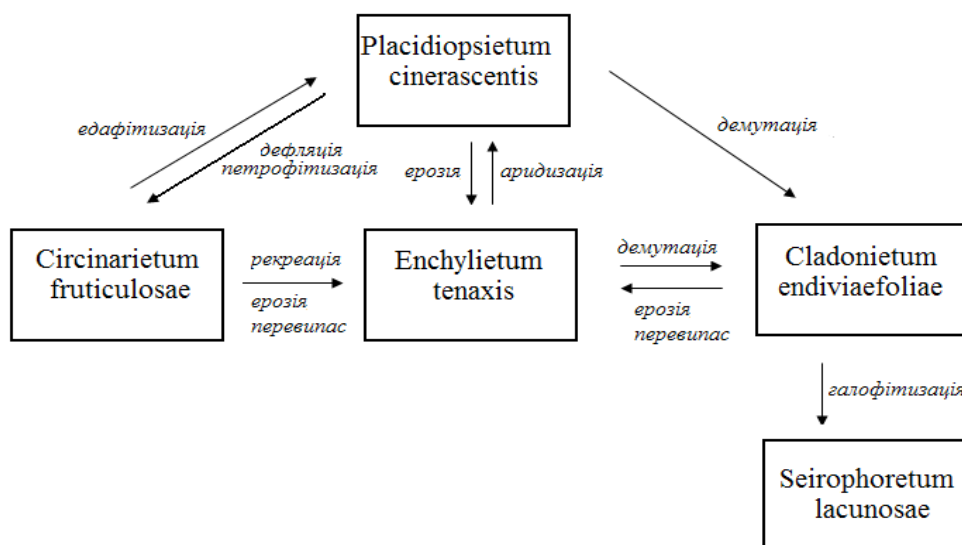 Placidiopsietum
cinerascentis
едафітизація
дефляція
петрофітизація
ерозія
аридизація
демутація
Circinarietum
fruticulosae
рекреація
ерозія
перевипас
Enchylietum
tenaxis
демутація
ерозія
перевипас
Cladonietum
endiviaefoliae
галофітизація
Seirophoretum
lacunosae